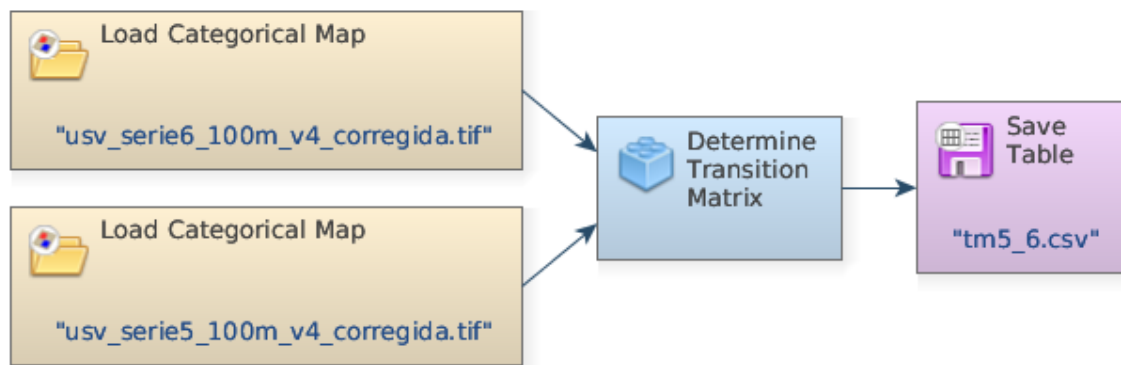 Load Categorical Map
"usv_serie6_100m_v4_corregida.tif"
Load Categorical Map
"usv_serie5_100m_v4_corregida.tif"
Determine
Transition
Matrix
Save
Table
"tm5_6.csv"